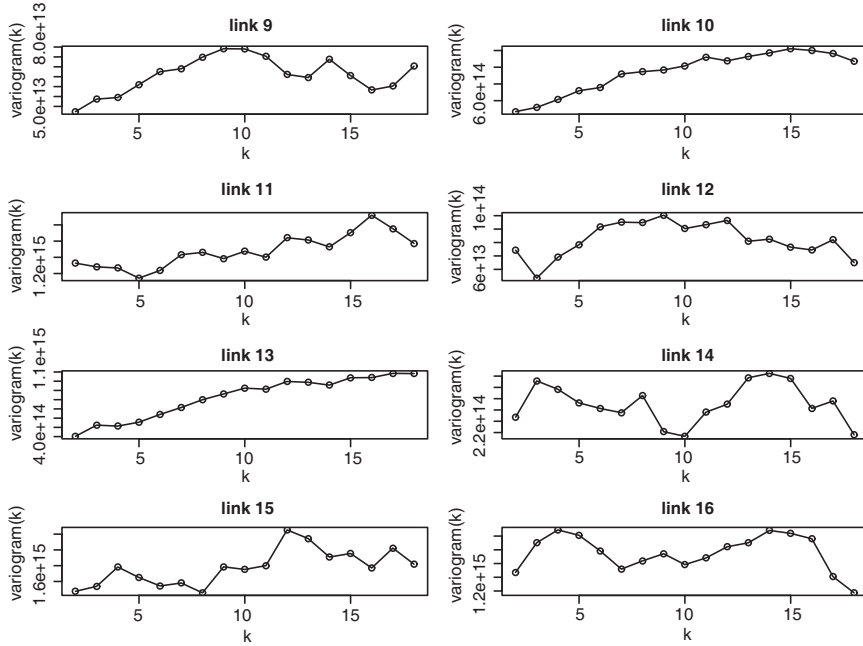 link 9
variogram(k)
5.0e+13 8.0e+13
5 10 15
k
link 10
variogram(k)
6.0e+14
5 10 15
k
link 11
variogram(k)
1.2e+15
5 10 15
k
link 12
variogram(k)
6e+13 1e+14
5 10 15
k
link 13
variogram(k)
4.0e+14 1.1e+15
5 10 15
k
link 14
variogram(k)
2.2e+14
5 10 15
k
link 15
variogram(k)
1.6e+15
5 10 15
k
link 16
variogram(k)
1.2e+15
5 10 15
k